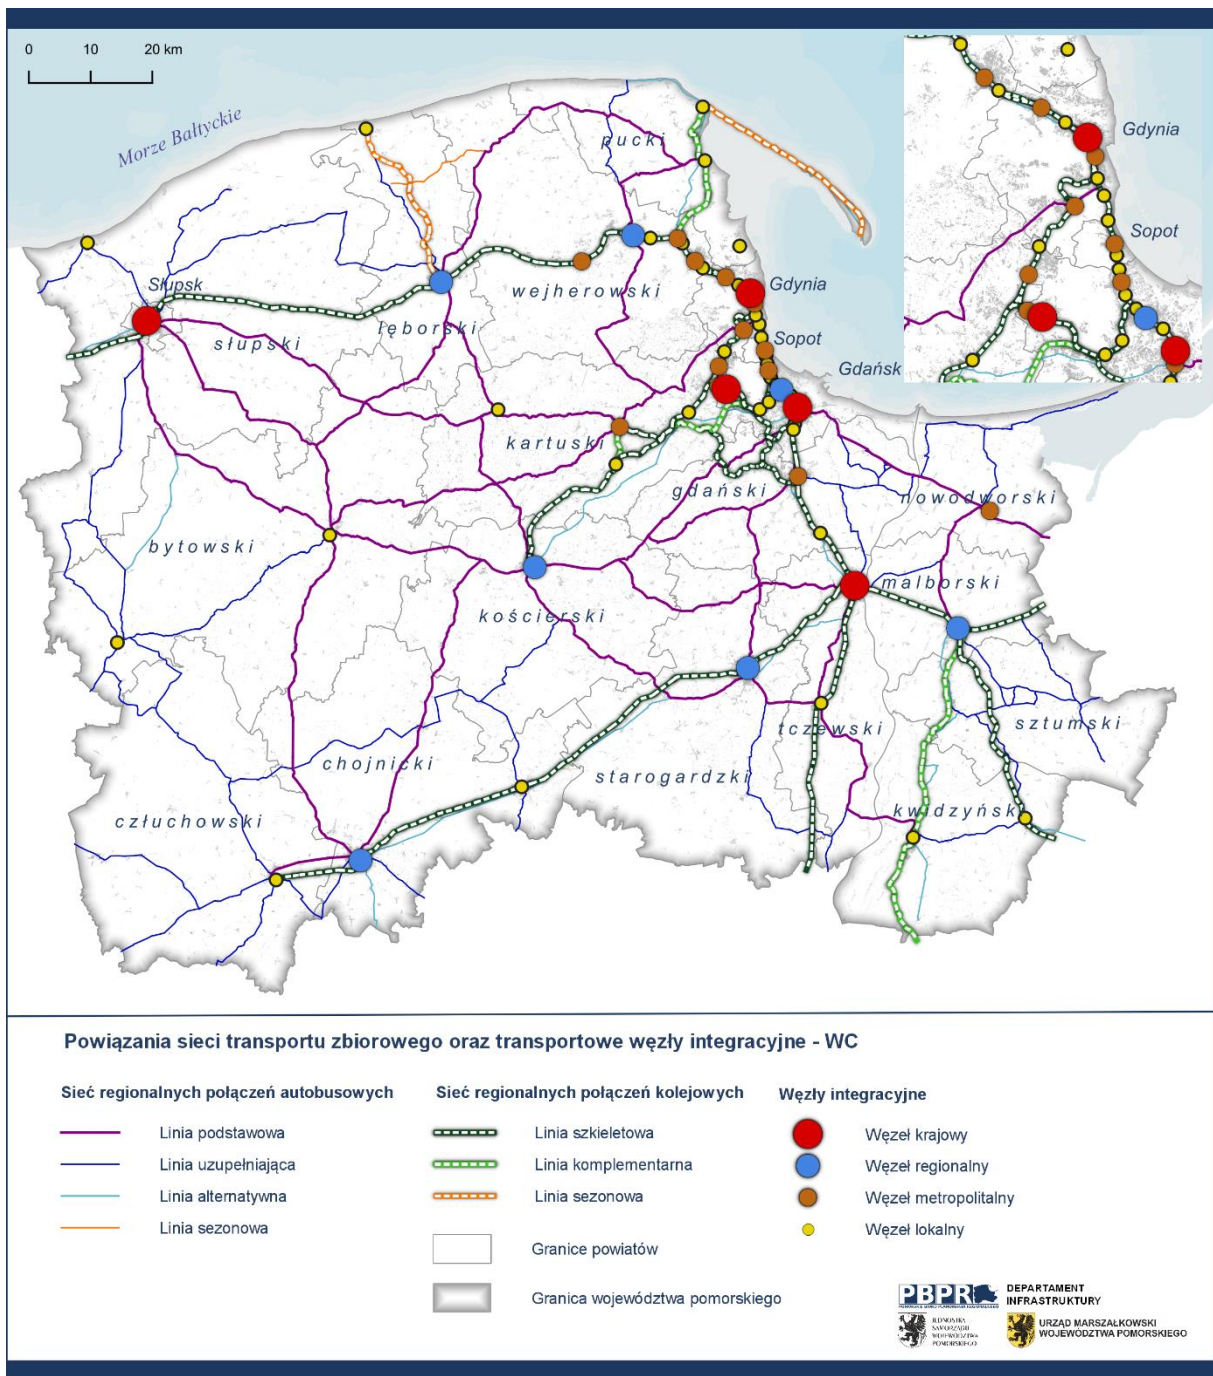 0 10 20 km
Morze Bałtyckie
Gdynia
Sopot
pucki
Słupsk
wejherowski
Gdynia
lęborski
słupski
Sopot
Gdańsk
kartuski
gdański
nowodworski
bytowski
malborski
kościerski
sztumski
tczewski
chojnicki
starogardzki
człuchowski
kwidzyński
Powiązania sieci transportu zbiorowego oraz transportowe węzły integracyjne - WC
Sieć regionalnych połączeń autobusowych
Linia podstawowa
Linia uzupełniająca
Linia alternatywna
Linia sezonowa
Sieć regionalnych połączeń kolejowych
Linia szkieletowa
Linia komplementarna
Linia sezonowa
Granice powiatów
Granica województwa pomorskiego
Węzły integracyjne
Węzeł krajowy
Węzeł regionalny
Węzeł metropolitalny
Węzeł lokalny
PBPR
DEPARTAMENT
INFRASTRUKTURY
JEDNOSTKA
SAMORZĄDU
WOJEWÓDZTWA
POMORSKIEGO
URZĄD MARSZAŁKOWSKI
WOJEWÓDZTWA POMORSKIEGO